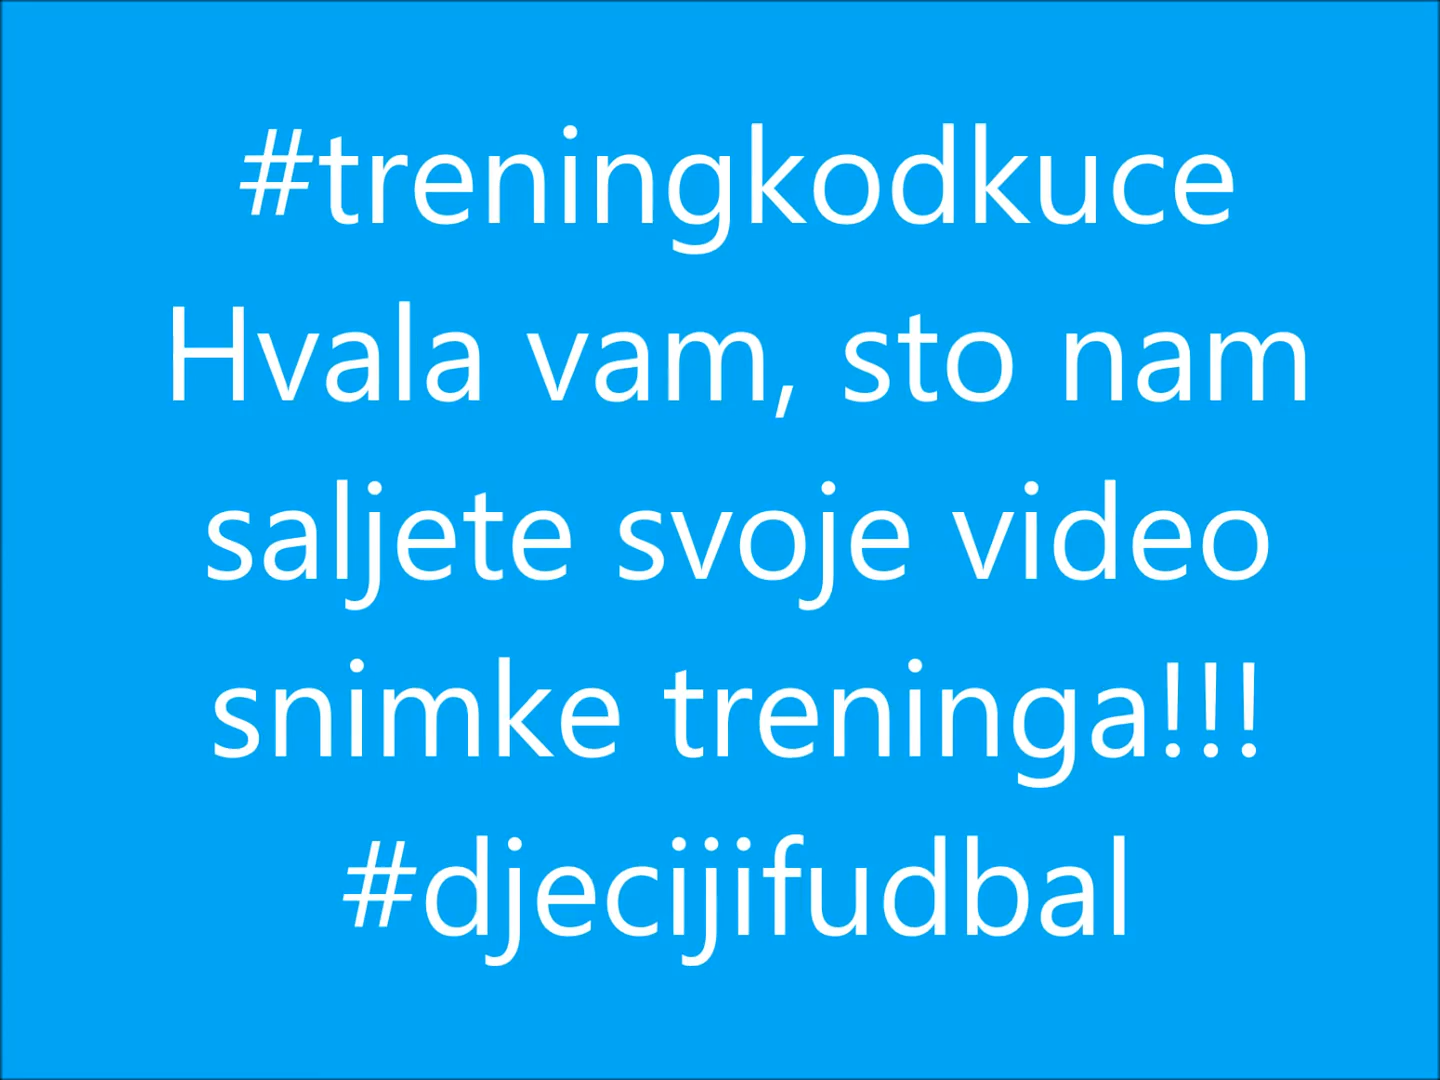 #treningkodkuce
Hvala vam, sto nam
saljete svoje video
snimke treninga!!!
#djecijifudbal